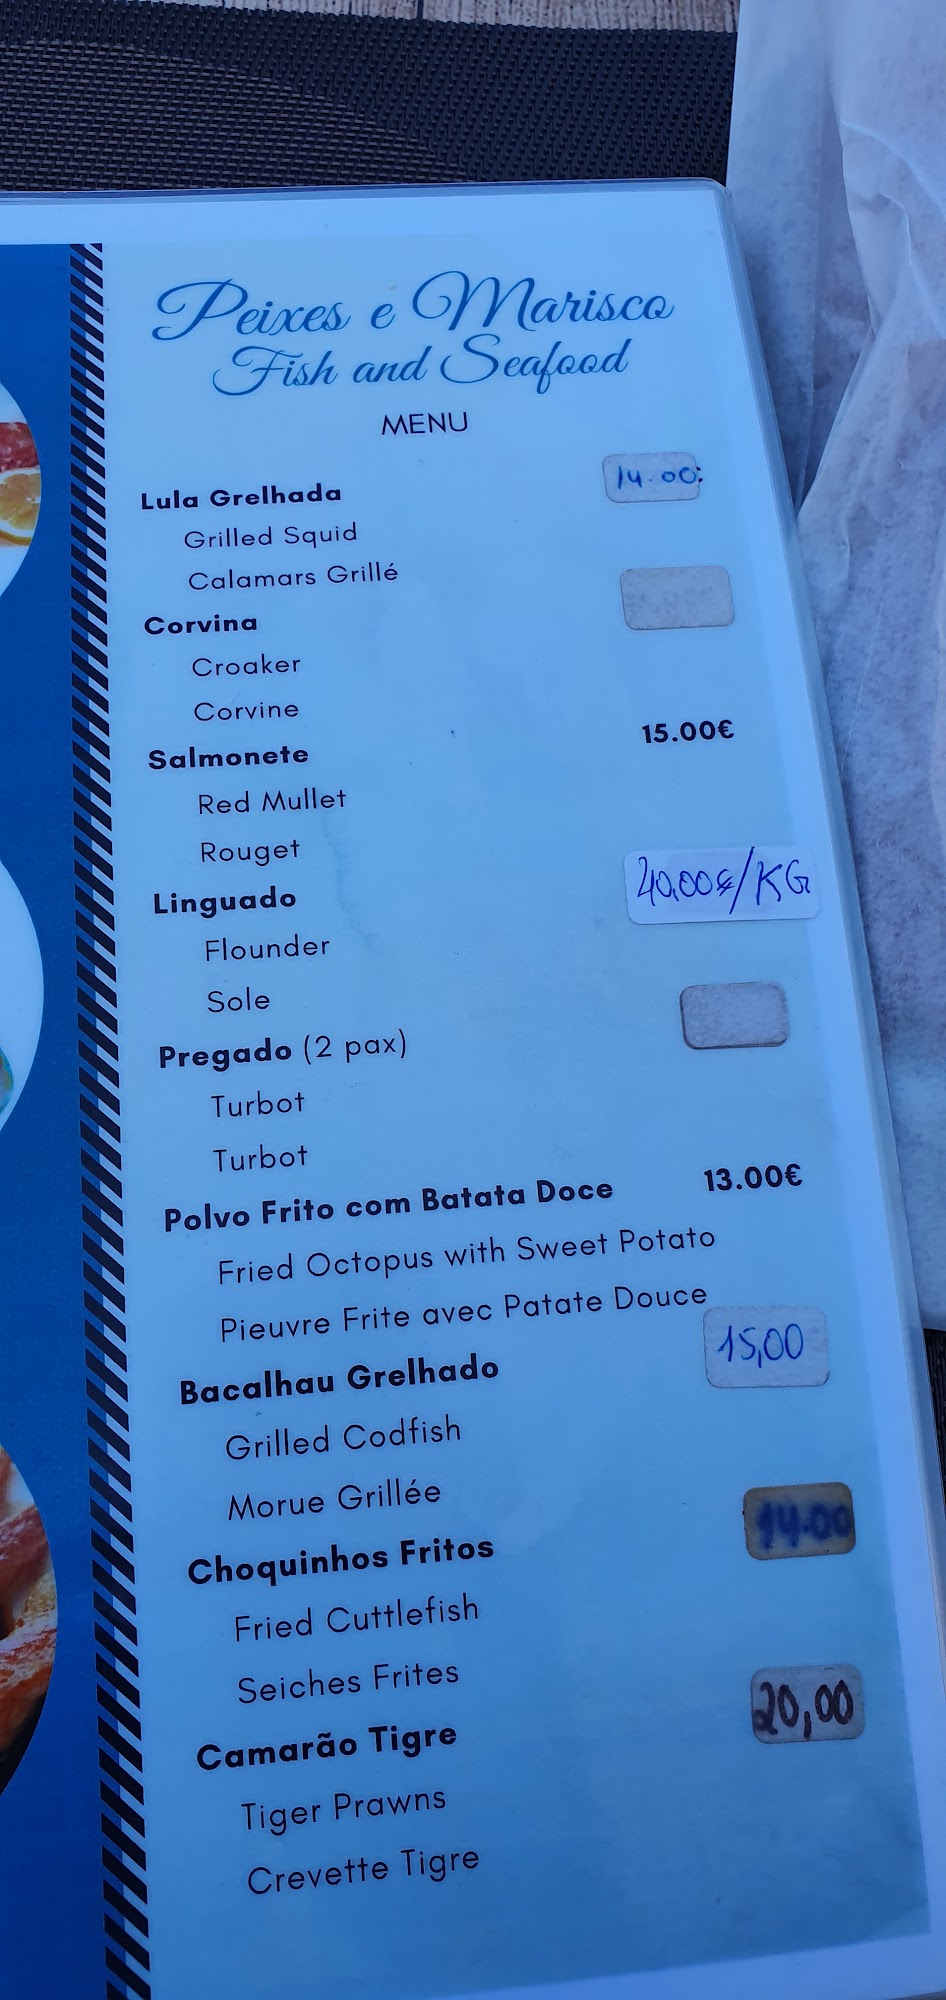 Peixes e Marisco
Fish and Seafood
MENU
Lula Grelhada 14.00
Grilled Squid
Calamars Grillé
Corvina
Croaker
Corvine
Salmonete 15.00€
Red Mullet
Rouget
Linguado 40,00€/KG
Flounder
Sole
Pregado (2 pax)
Turbot
Turbot
Polvo Frito com Batata Doce 13.00€
Fried Octopus with Sweet Potato
Pieuvre Frite avec Patate Douce
Bacalhau Grelhado 15,00
Grilled Codfish
Morue Grillée
Choquinhos Fritos 14.00
Fried Cuttlefish
Seiches Frites
Camarão Tigre 20,00
Tiger Prawns
Crevette Tigre